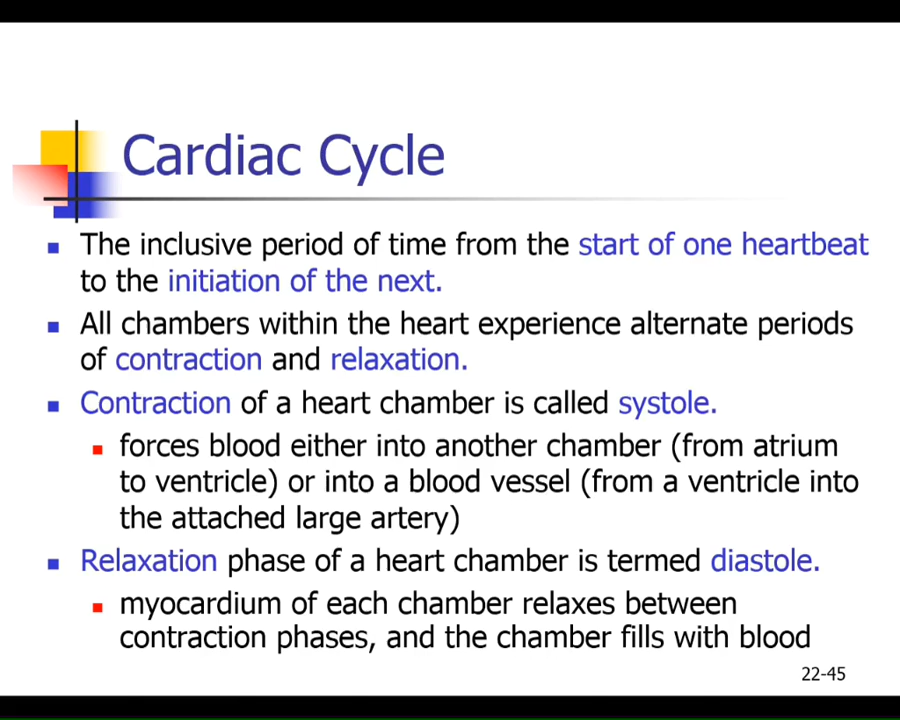 Cardiac Cycle
The inclusive period of time from the start of one heartbeat
to the initiation of the next.
All chambers within the heart experience alternate periods
of contraction and relaxation.
Contraction of a heart chamber is called systole.
forces blood either into another chamber (from atrium
to ventricle) or into a blood vessel (from a ventricle into
the attached large artery)
Relaxation phase of a heart chamber is termed diastole.
myocardium of each chamber relaxes between
contraction phases, and the chamber fills with blood
22-45